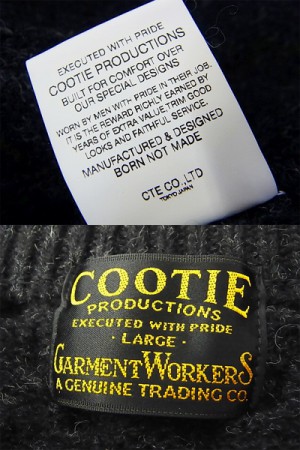 EXECUTED WITH PRIDE
COOTIE PRODUCTIONS
BUILT FOR COMFORT OVER
OUR SPECIAL DESIGNS
WORN BY MEN WITH PRIDE IN THEIR JOB.
IT IS THE REWARD RICHLY EARNED BY
YEARS OF EXTRA VALUE,TRIM GOOD
LOOKS AND FAITHFUL SERVICE.
MANUFACTURED & DESIGNED
BORN NOT MADE
CTE CO.,LTD
TOKYO JAPAN
COOTIE
PRODUCTIONS
EXECUTED WITH PRIDE
· LARGE ·
GARMENT WORKERS
A GENUINE TRADING CO.